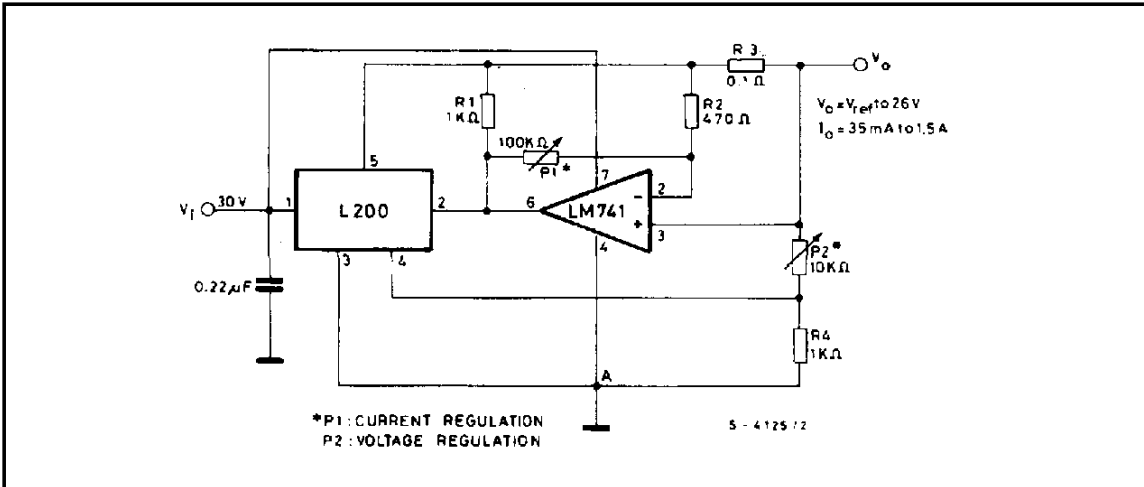 R3
0.1Ω
Vo
R1
1KΩ
R2
470Ω
Vo=Vref to 26V
Io=35mA to 1.5A
100KΩ
P1*
5
7
Vi
30V
1
L200
2
6
LM741
-
2
+
3
4
3
4
P2*
10KΩ
0.22µF
R4
1KΩ
A
*P1:CURRENT REGULATION
P2:VOLTAGE REGULATION
S-4125/2